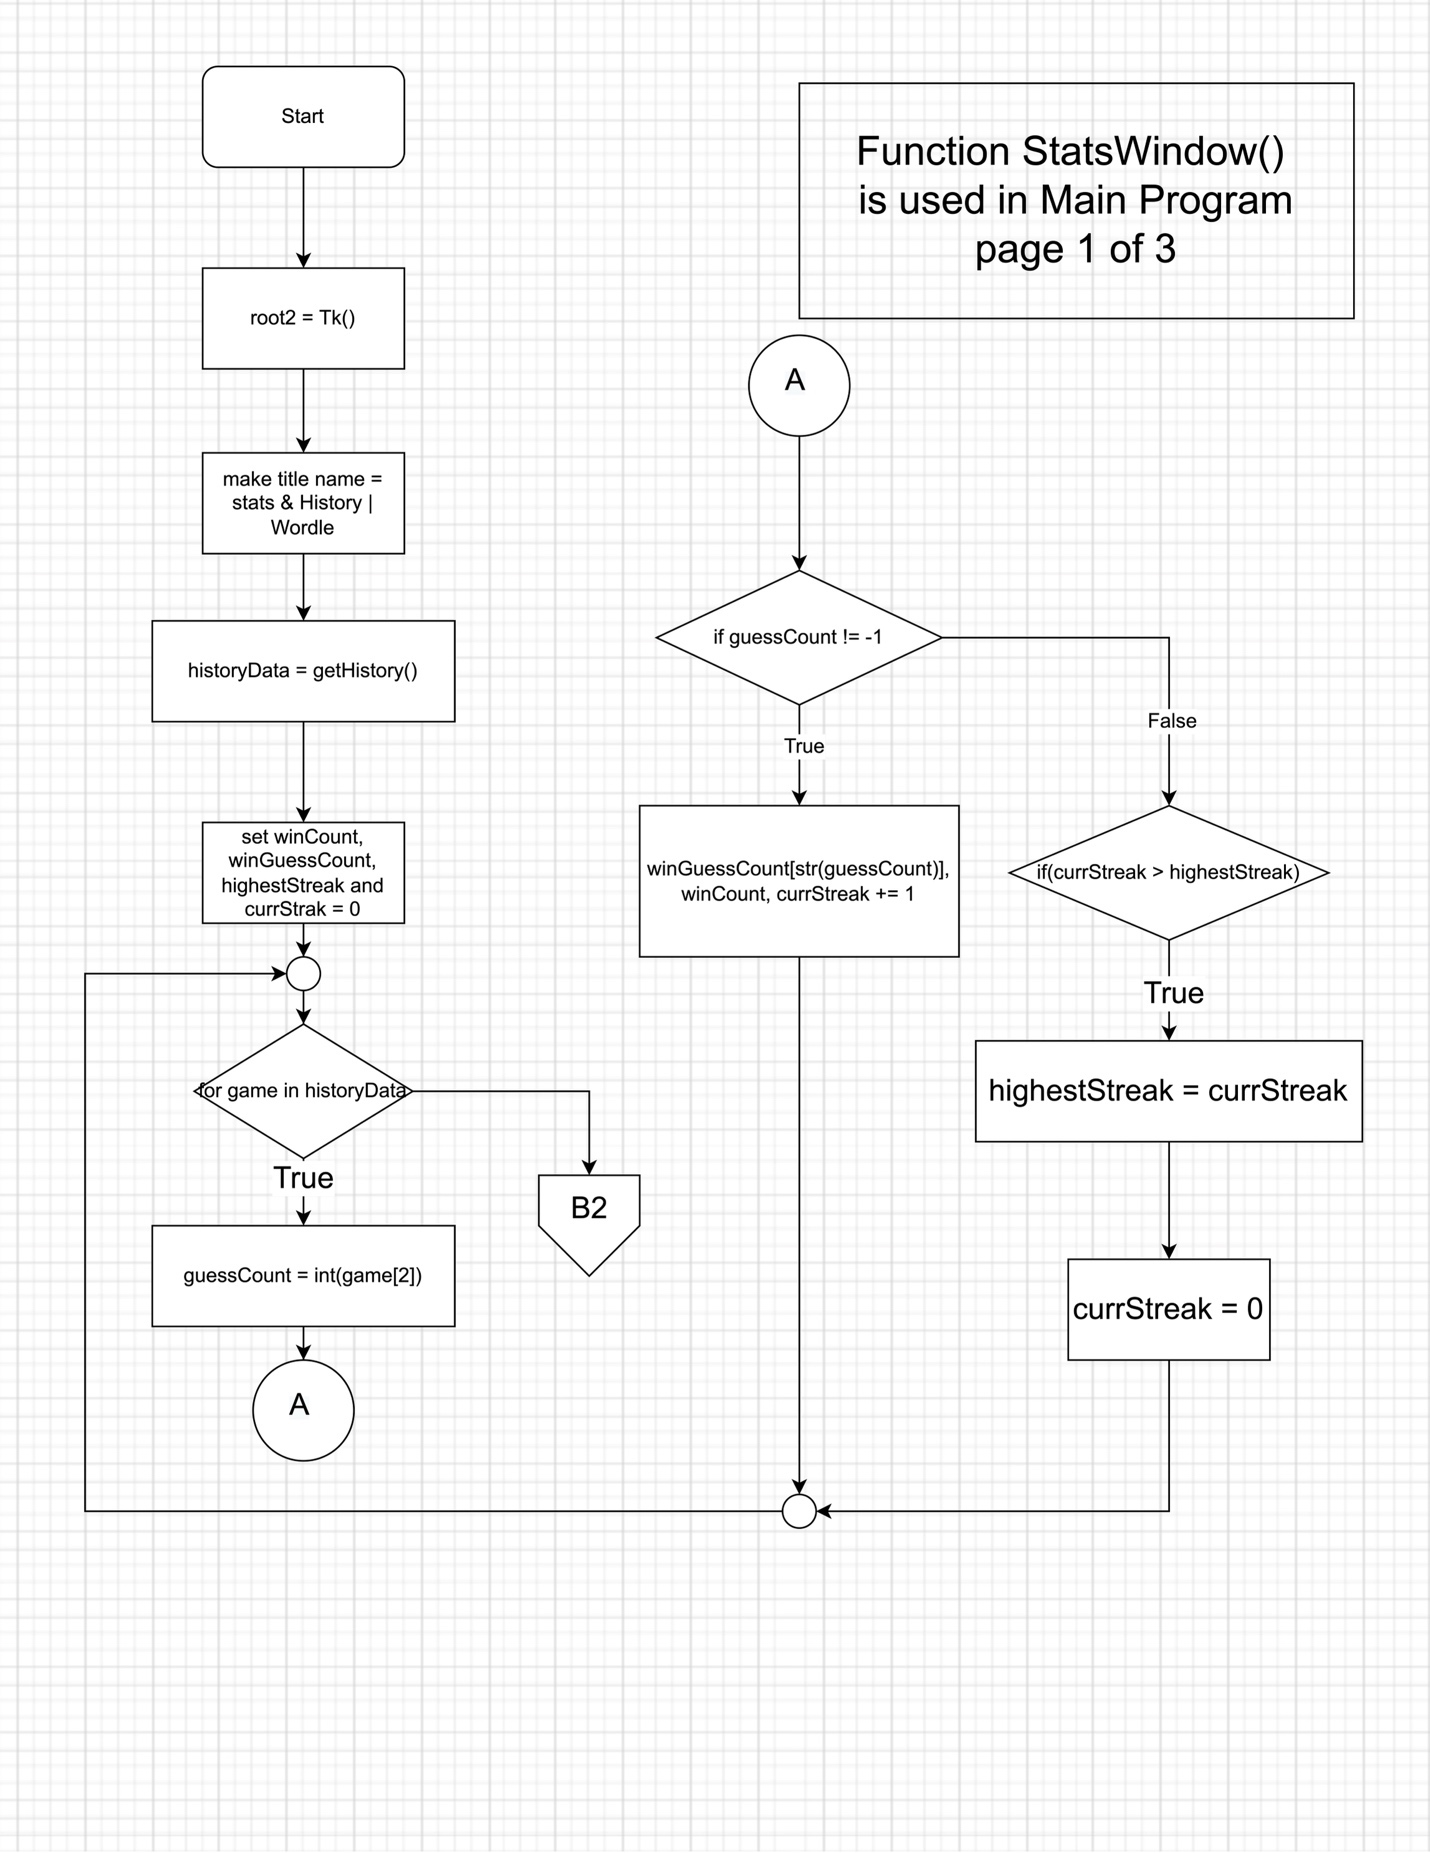 Start
root2 = Tk()
make title name =
stats & History |
Wordle
historyData = getHistory()
set winCount,
winGuessCount,
highestStreak and
currStrak = 0
for game in historyData
True
B2
guessCount = int(game[2])
A
Function StatsWindow()
is used in Main Program
page 1 of 3
A
if guessCount != -1
True
False
winGuessCount[str(guessCount)],
winCount, currStreak += 1
if(currStreak > highestStreak)
True
highestStreak = currStreak
currStreak = 0